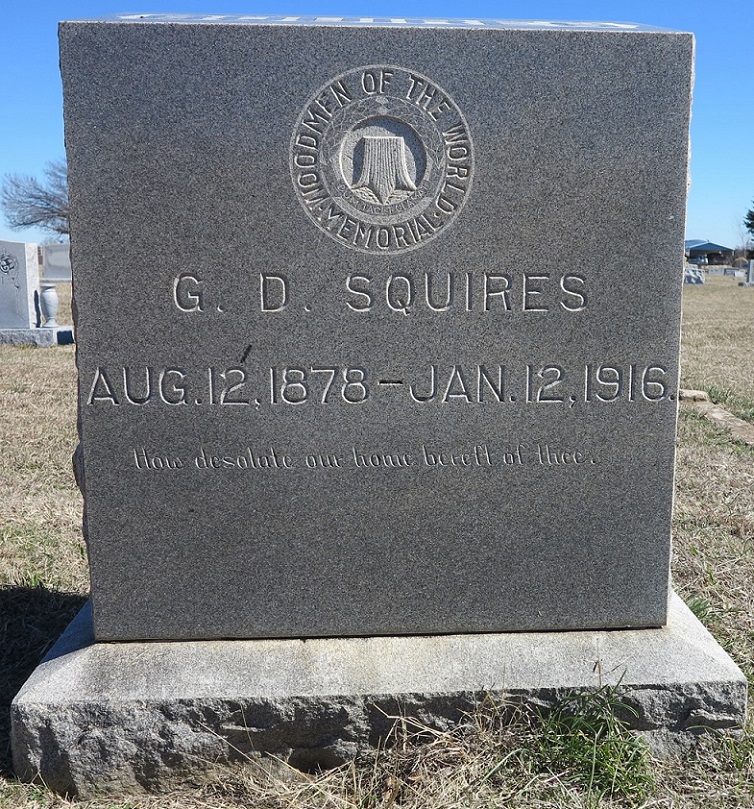 WOODMEN OF THE WORLD
MEMORIAL
G. D. SQUIRES
AUG. 12, 1878 – JAN. 12, 1916.
How desolate our home bereft of thee.